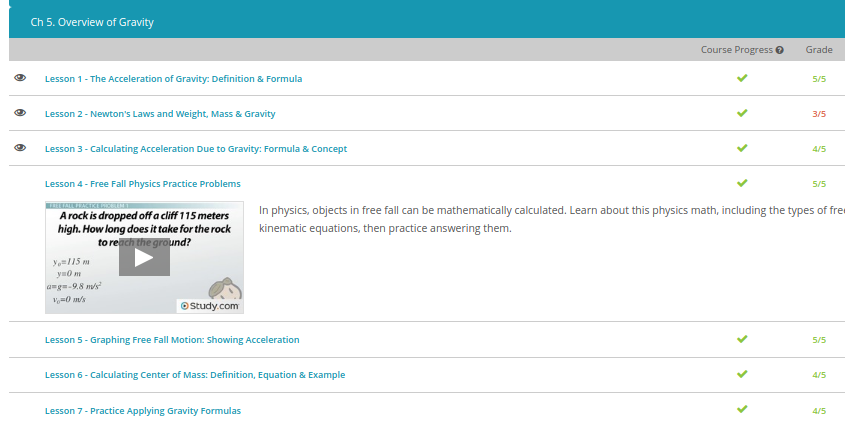 Ch 5. Overview of Gravity
Course Progress ? Grade
Lesson 1 - The Acceleration of Gravity: Definition & Formula 5/5
Lesson 2 - Newton's Laws and Weight, Mass & Gravity 3/5
Lesson 3 - Calculating Acceleration Due to Gravity: Formula & Concept 4/5
Lesson 4 - Free Fall Physics Practice Problems 5/5
FREE FALL PRACTICE PROBLEM 1
A rock is dropped off a cliff 115 meters
high. How long does it take for the rock
to reach the ground?
y₀=115 m
y=0 m
a=g=-9.8 m/s²
v₀=0 m/s
Study.com
In physics, objects in free fall can be mathematically calculated. Learn about this physics math, including the types of free
kinematic equations, then practice answering them.
Lesson 5 - Graphing Free Fall Motion: Showing Acceleration 5/5
Lesson 6 - Calculating Center of Mass: Definition, Equation & Example 4/5
Lesson 7 - Practice Applying Gravity Formulas 4/5